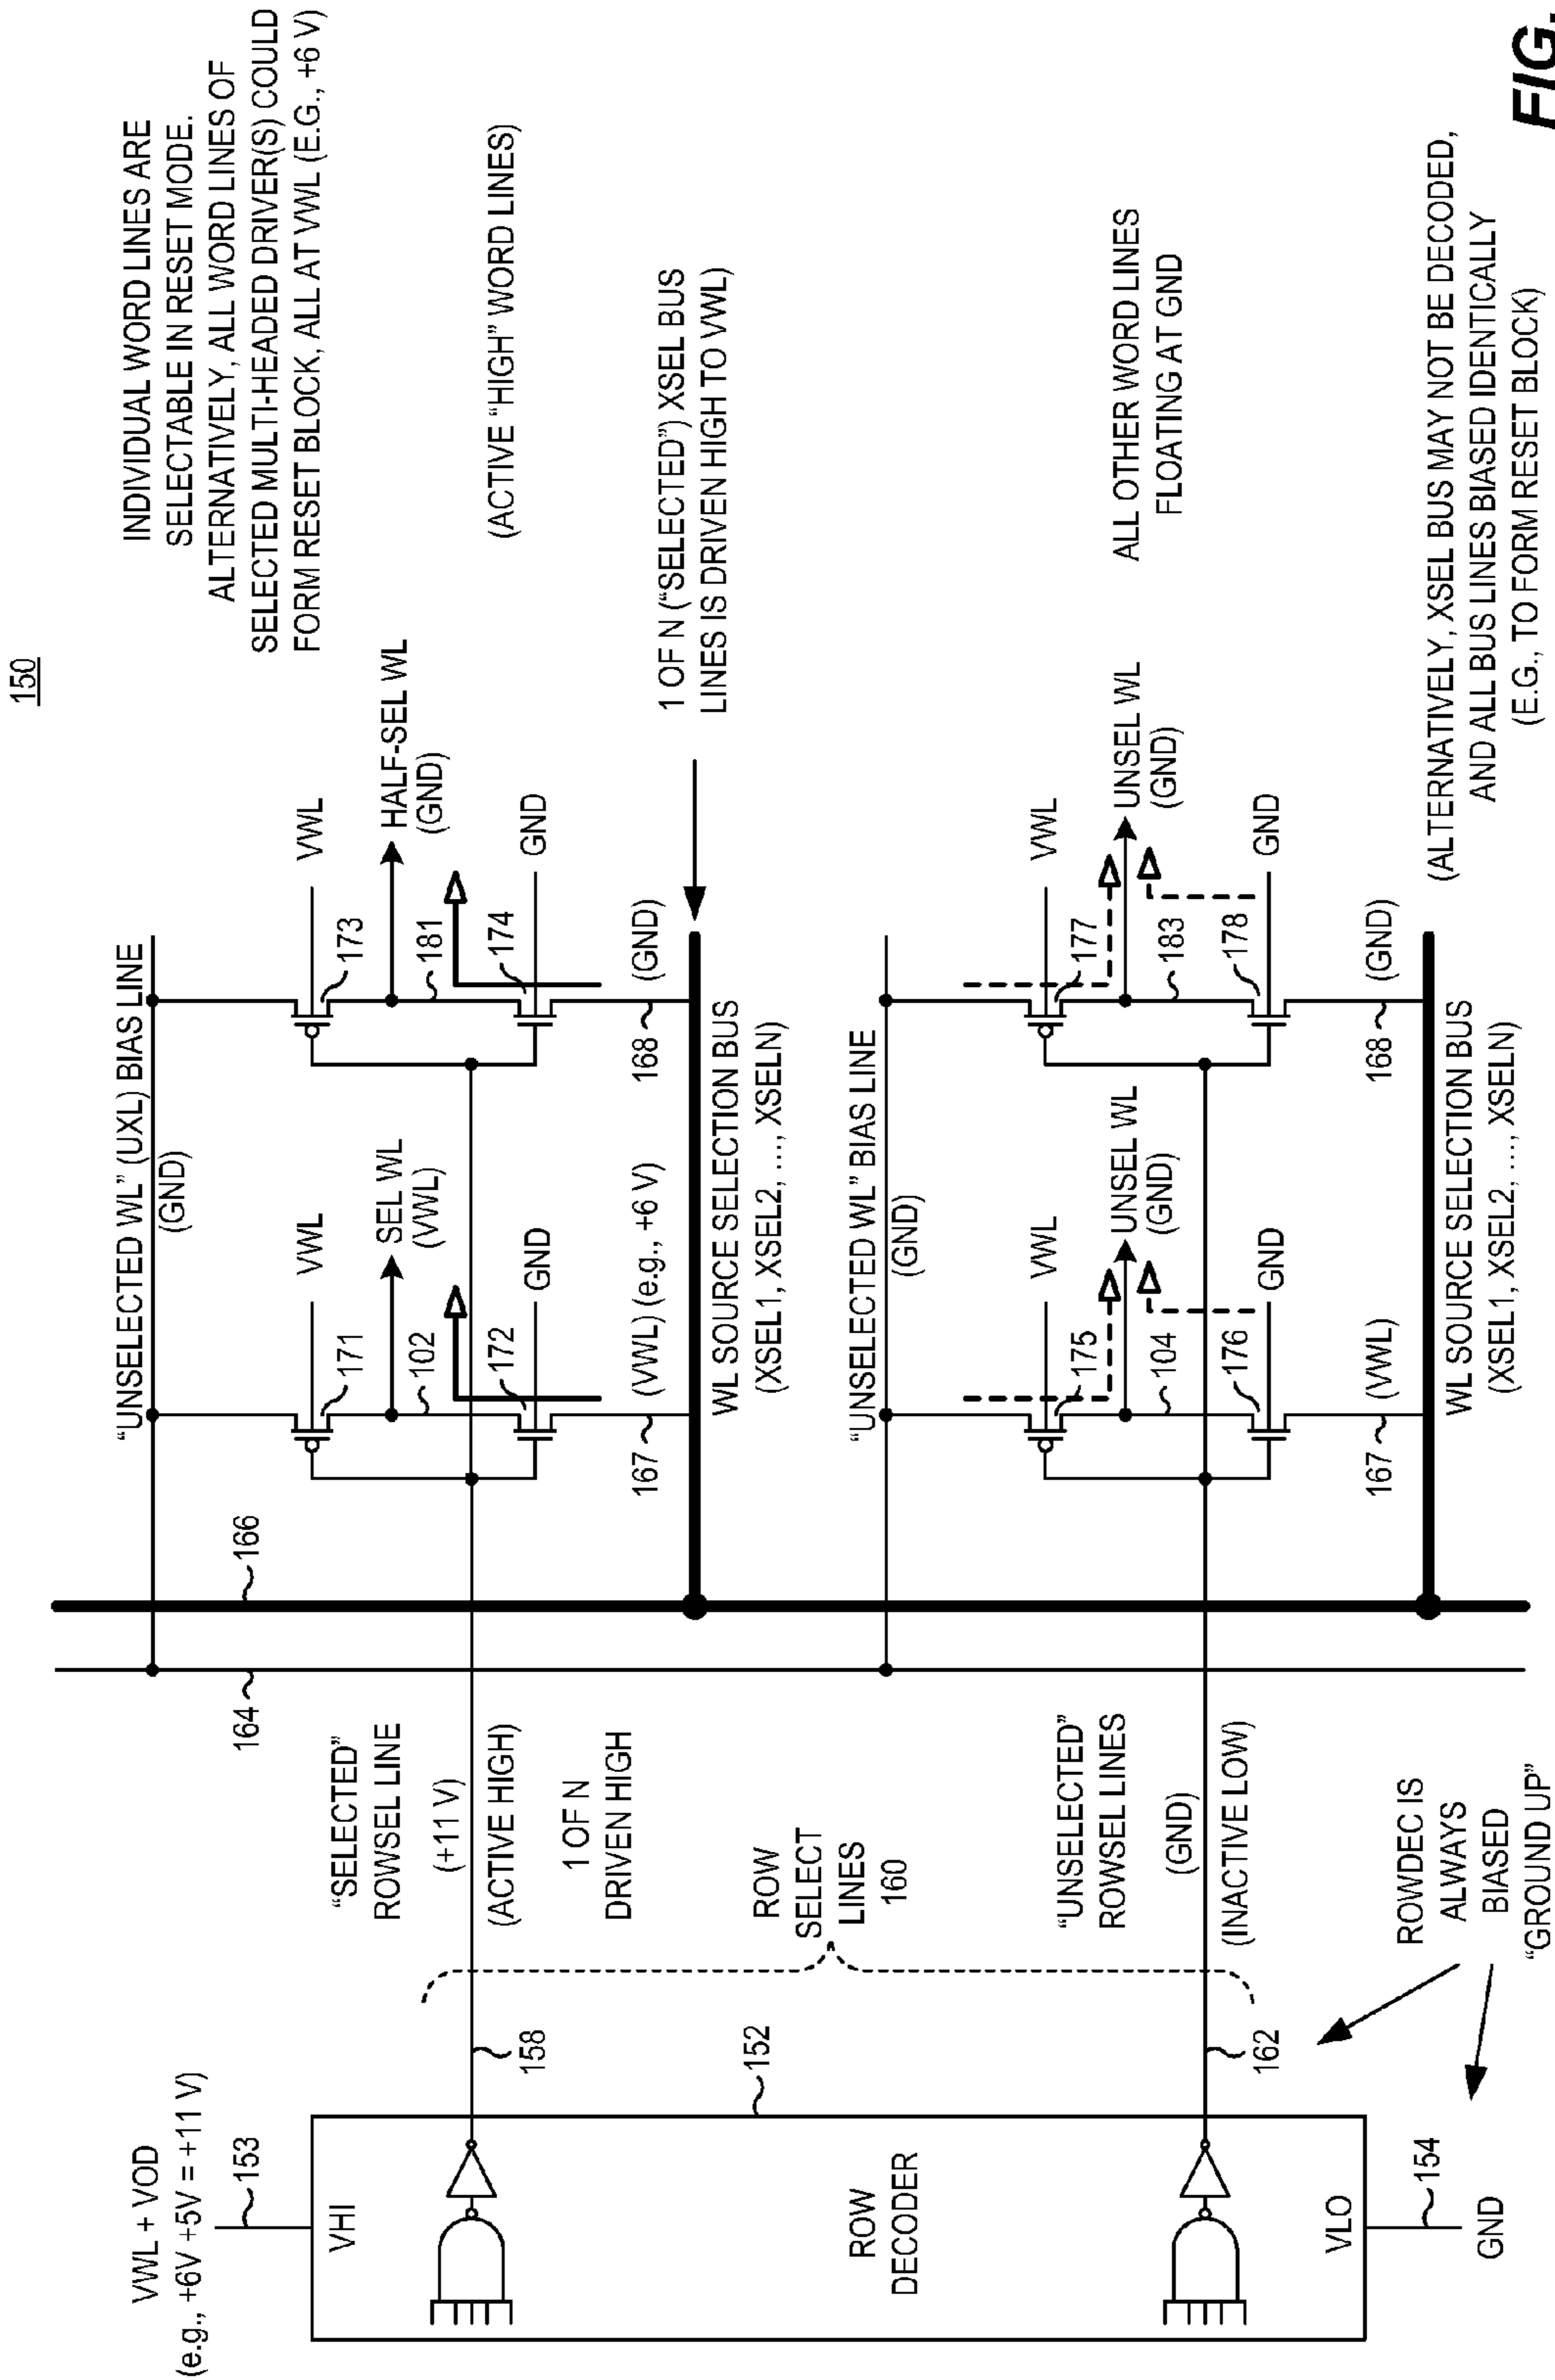 150
INDIVIDUAL WORD LINES ARE
SELECTABLE IN RESET MODE.
ALTERNATIVELY, ALL WORD LINES OF
SELECTED MULTI-HEADED DRIVER(S) COULD
FORM RESET BLOCK, ALL AT VWL (E.G., +6 V)
VWL + VOD
(e.g., +6V +5V = +11 V)
153
VHI
"SELECTED"
ROWSEL LINE
(+11 V)
(ACTIVE HIGH)
1 OF N
DRIVEN HIGH
158
164
166
"UNSELECTED WL" (UXL) BIAS LINE
(GND)
VWL
171
SEL WL
(VWL)
102
172
GND
167
(VWL) (e.g., +6 V)
VWL
173
HALF-SEL WL
(GND)
181
174
GND
168
(GND)
(ACTIVE "HIGH" WORD LINES)
1 OF N ("SELECTED") XSEL BUS
LINES IS DRIVEN HIGH TO VWL)
WL SOURCE SELECTION BUS
(XSEL1, XSEL2, ..., XSELN)
152
ROW
DECODER
ROW
SELECT
LINES
160
"UNSELECTED"
ROWSEL LINES
(GND)
(INACTIVE LOW)
162
"UNSELECTED WL" BIAS LINE
(GND)
VWL
175
UNSEL WL
(GND)
104
176
GND
167
(VWL)
VWL
177
UNSEL WL
(GND)
183
178
GND
168
(GND)
ALL OTHER WORD LINES
FLOATING AT GND
WL SOURCE SELECTION BUS
(XSEL1, XSEL2, ..., XSELN)
(ALTERNATIVELY, XSEL BUS MAY NOT BE DECODED,
AND ALL BUS LINES BIASED IDENTICALLY
(E.G., TO FORM RESET BLOCK)
VLO
154
GND
ROWDEC IS
ALWAYS
BIASED
"GROUND UP"
FIG.